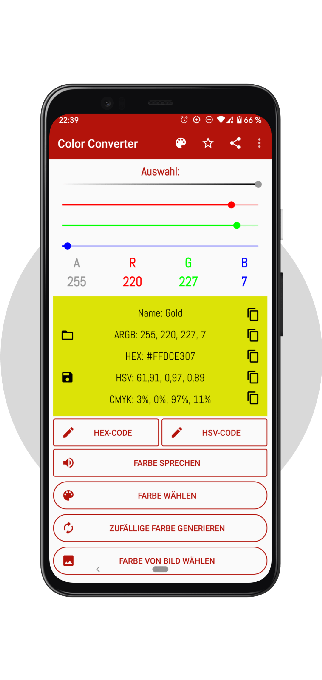 22:39 66 %
Color Converter
Auswahl:
A R G B
255 220 227 7
Name: Gold
ARGB: 255, 220, 227, 7
HEX: #FFDCE307
HSV: 61,91, 0,97, 0,89
CMYK: 3%, 0%, 97%, 11%
HEX-CODE HSV-CODE
FARBE SPRECHEN
FARBE WÄHLEN
ZUFÄLLIGE FARBE GENERIEREN
FARBE VON BILD WÄHLEN